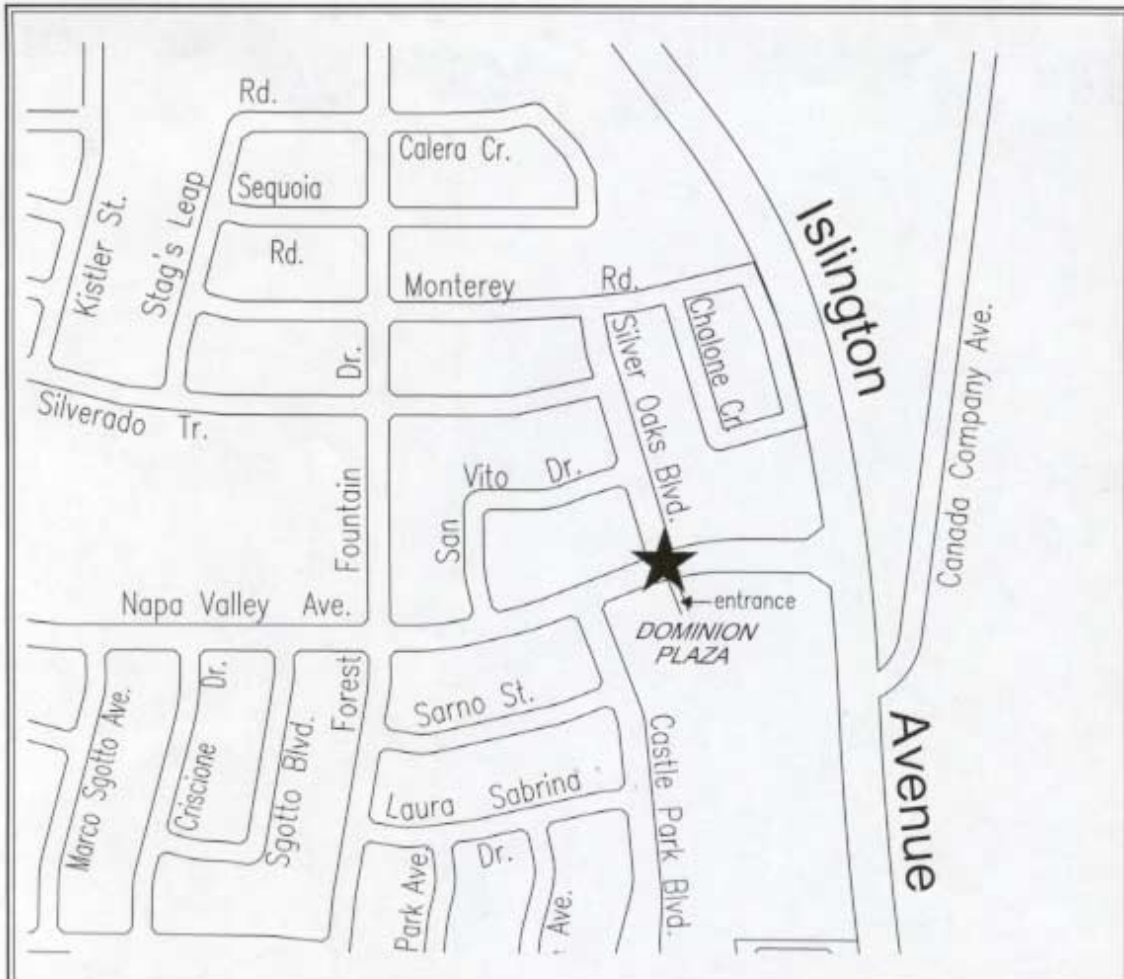 Rd.
Calera Cr.
Sequoia
Rd.
Kistler St.
Stag's Leap
Monterey
Rd.
Islington
Avenue
Canada Company Ave.
Chalone Cr.
Silver Oaks Blvd.
Dr.
Silverado Tr.
Vito Dr.
San
Fountain
Forest
Napa Valley Ave.
entrance
DOMINION
PLAZA
Dr.
Criscione
Marco Sgotto Ave.
Sgotto Blvd.
Sarno St.
Castle Park Blvd.
Laura Sabrina
Dr.
Park Ave.
t Ave.